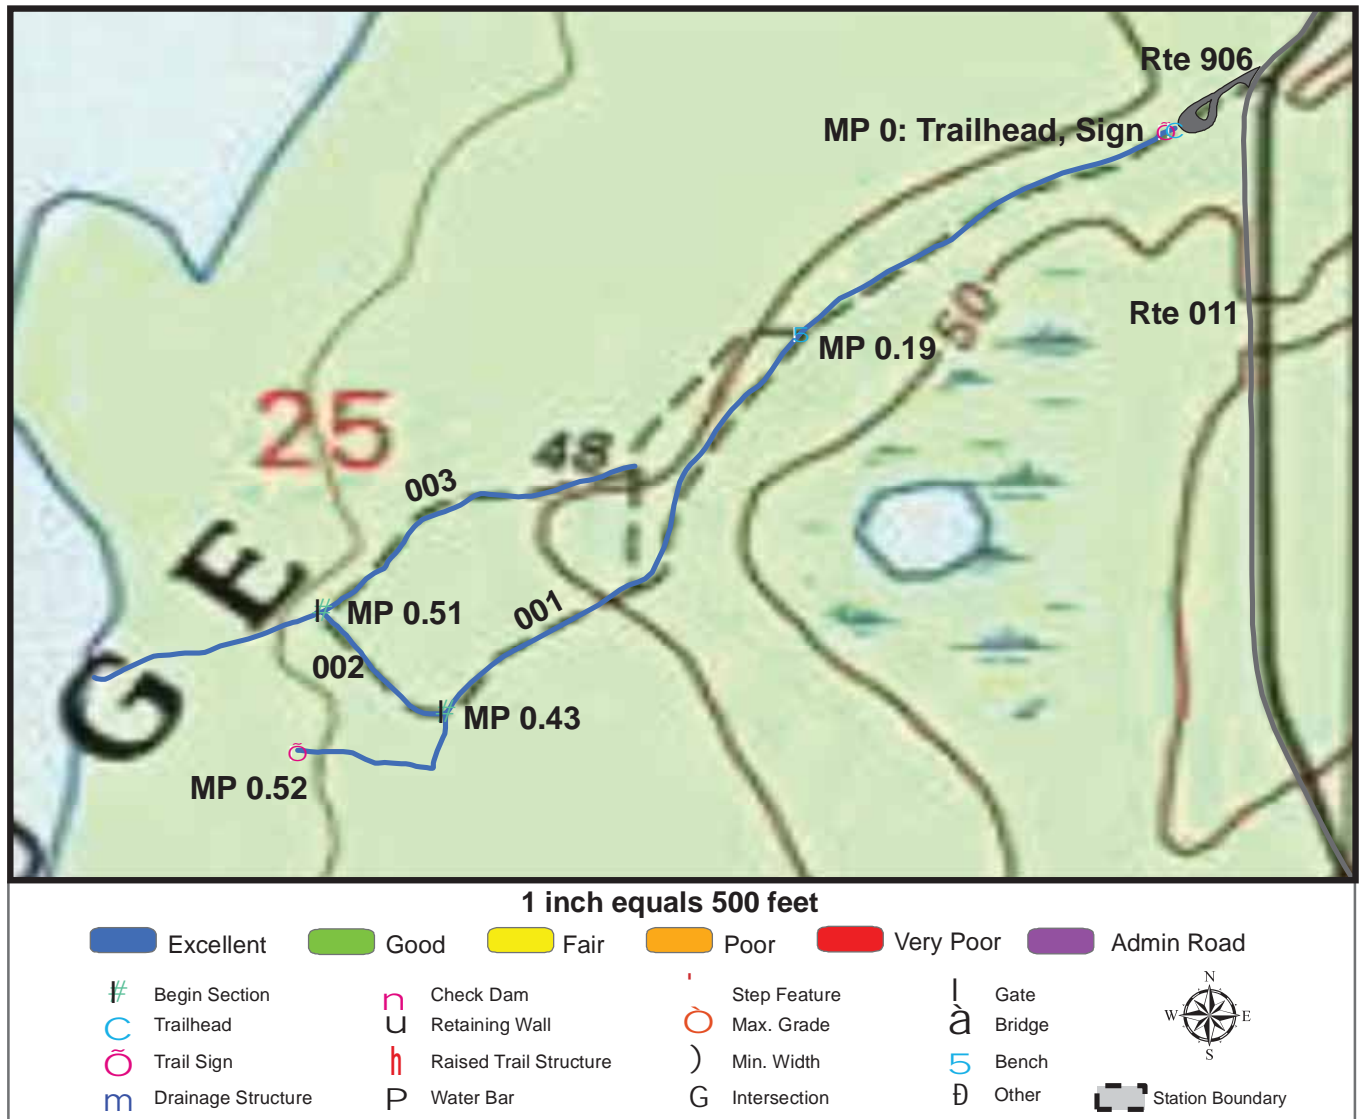 Rte 906
MP 0: Trailhead, Sign
50
Rte 011
MP 0.19
25
48
003
E
MP 0.51
001
002
G
MP 0.43
MP 0.52
1 inch equals 500 feet
Excellent Good Fair Poor Very Poor Admin Road
Begin Section n Check Dam ' Step Feature Gate N
C Trailhead u Retaining Wall Ò Max. Grade à Bridge W E
Õ Trail Sign h Raised Trail Structure ) Min. Width 5 Bench S
m Drainage Structure P Water Bar G Intersection Ð Other Station Boundary